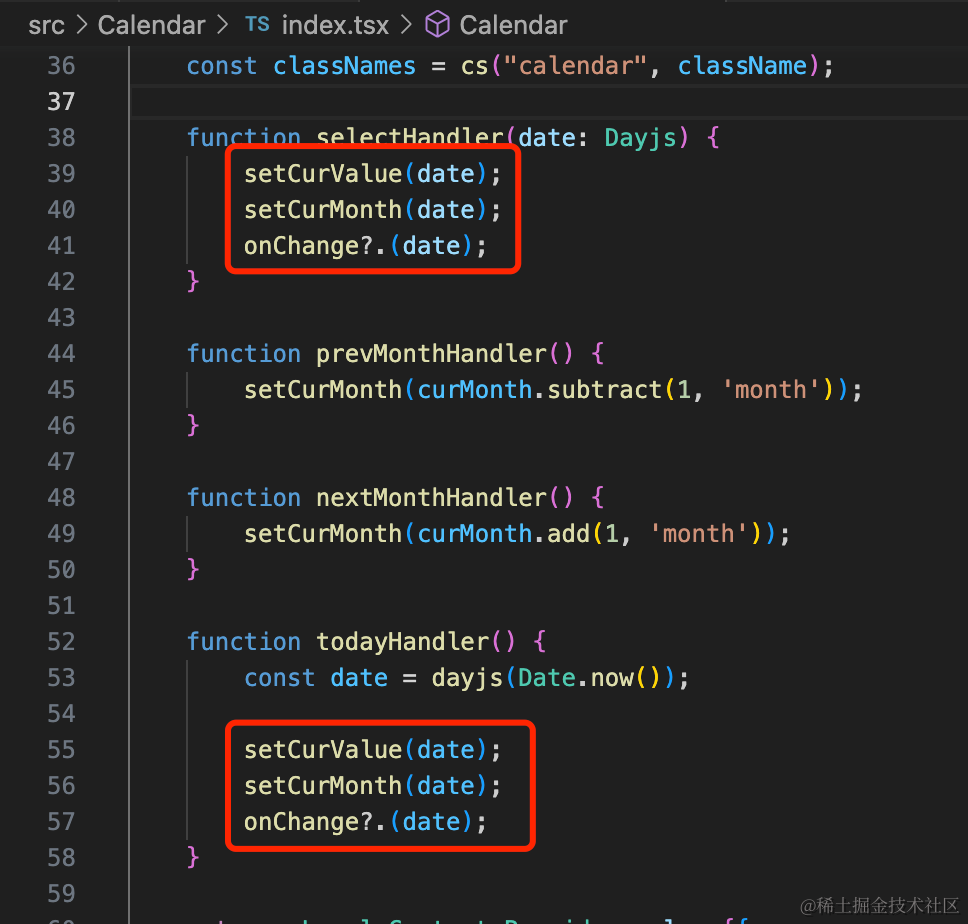 src > Calendar > TS index.tsx > Calendar
36 const classNames = cs("calendar", className);
37
38 function selectHandler(date: Dayjs) {
39 setCurValue(date);
40 setCurMonth(date);
41 onChange?.(date);
42 }
43
44 function prevMonthHandler() {
45 setCurMonth(curMonth.subtract(1, 'month'));
46 }
47
48 function nextMonthHandler() {
49 setCurMonth(curMonth.add(1, 'month'));
50 }
51
52 function todayHandler() {
53 const date = dayjs(Date.now());
54
55 setCurValue(date);
56 setCurMonth(date);
57 onChange?.(date);
58 }
59
@稀土掘金技术社区